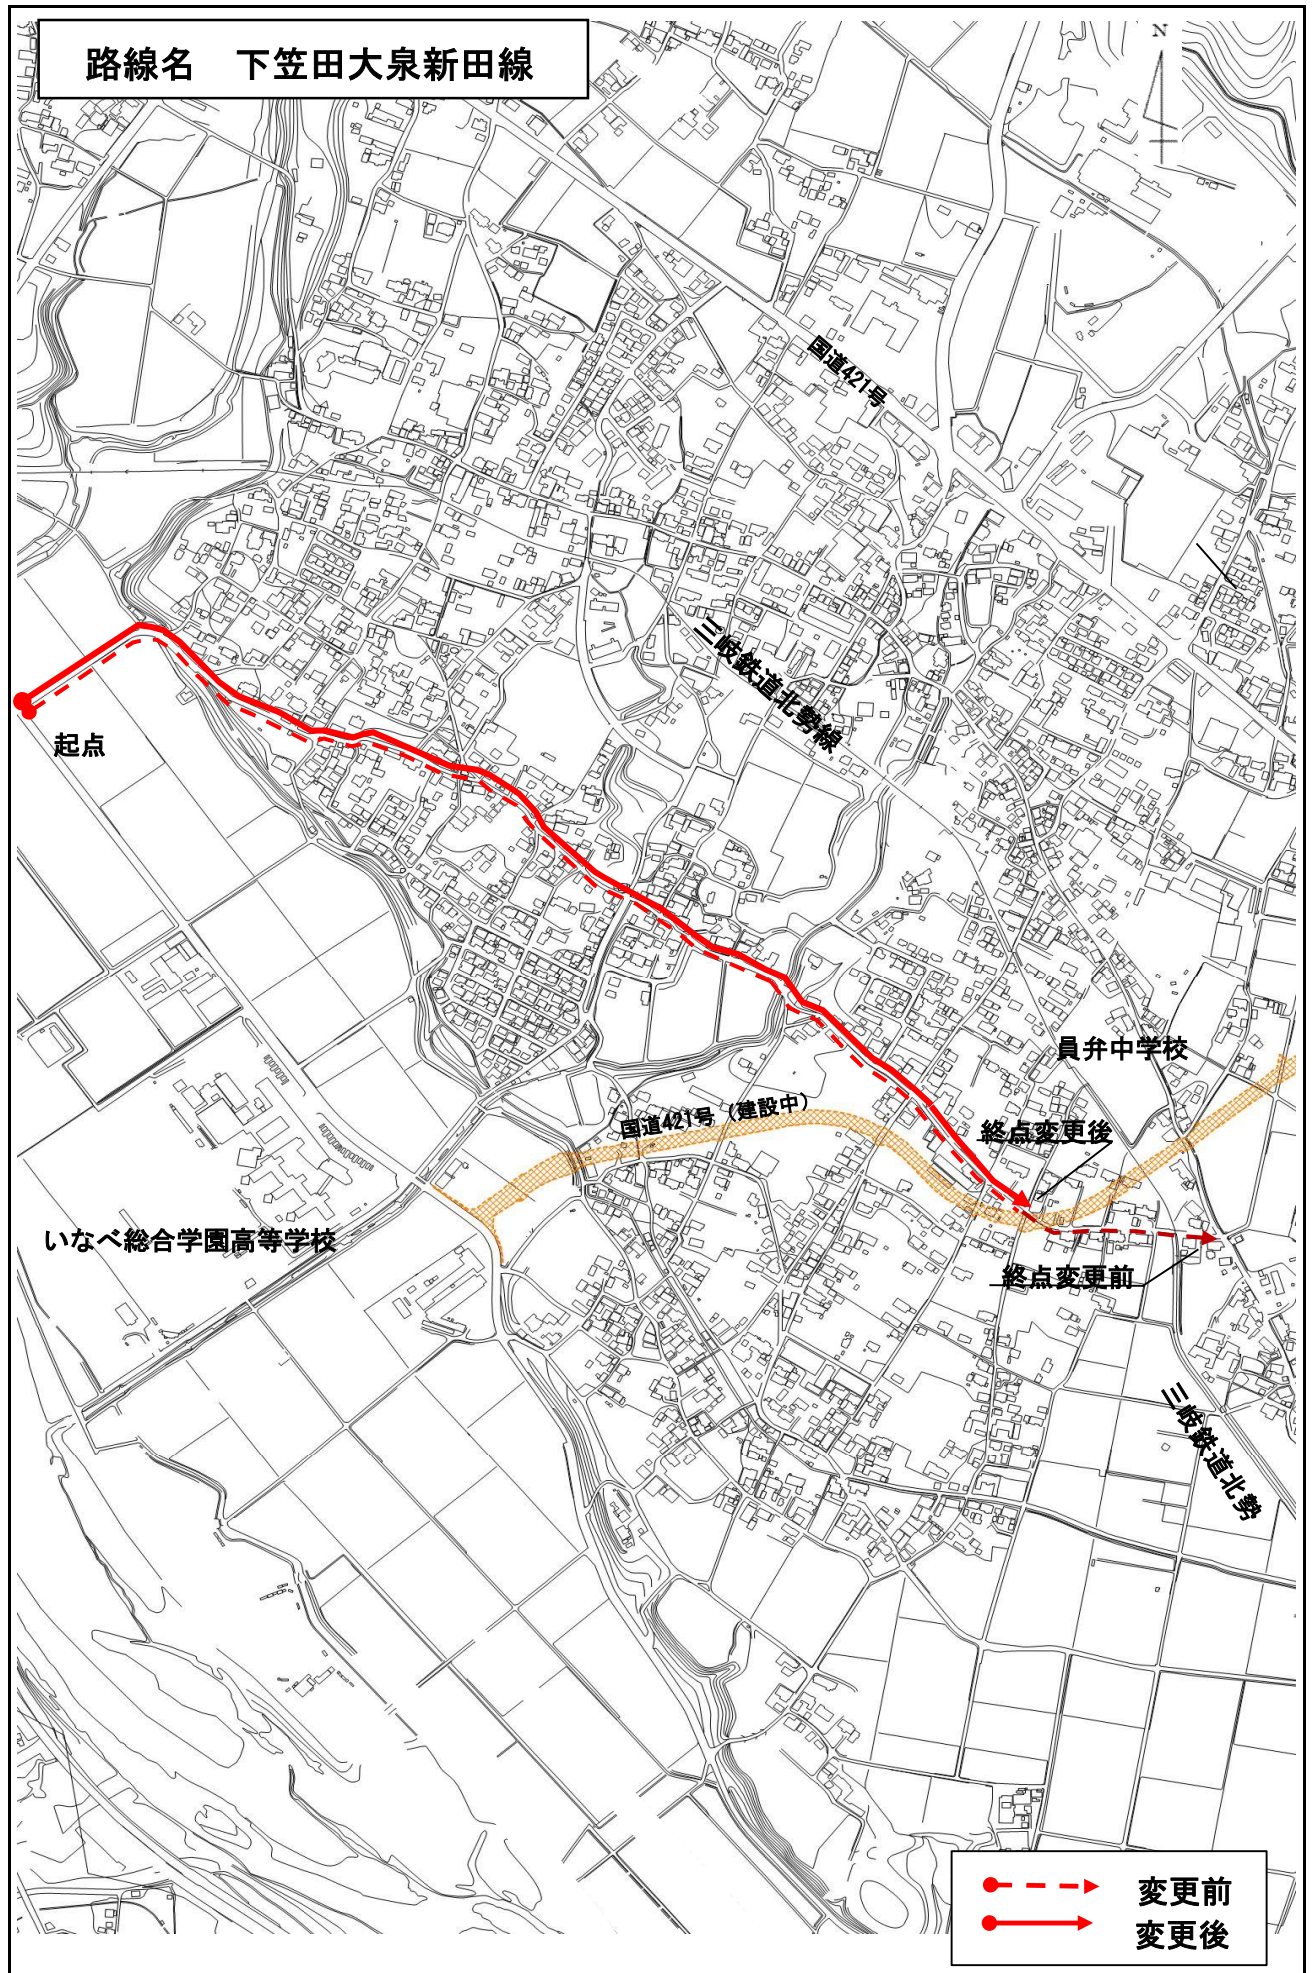 路線名　下笠田大泉新田線
N
国道421号
三岐鉄道北勢線
起点
員弁中学校
国道421号（建設中）
終点変更後
いなべ総合学園高等学校
終点変更前
三岐鉄道北勢
変更前
変更後